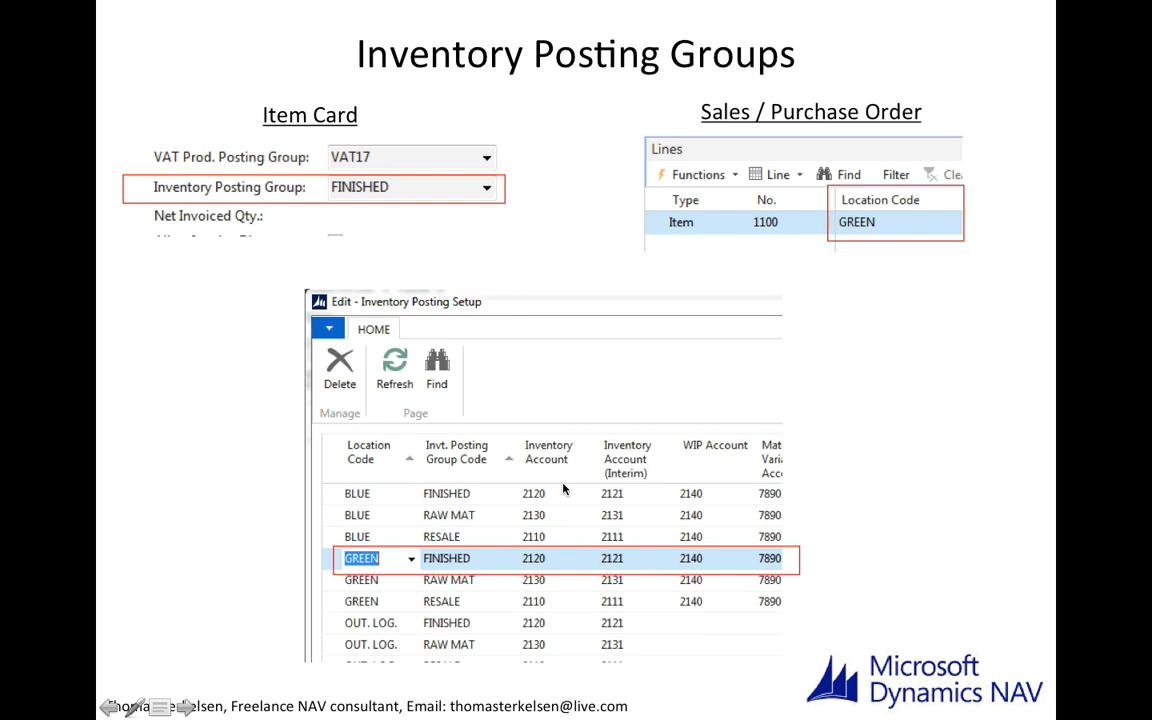 Inventory Posting Groups
Item Card
VAT Prod. Posting Group: VAT17
Inventory Posting Group: FINISHED
Net Invoiced Qty.:
Sales / Purchase Order
Lines
Functions Line Find Filter Cle
Type No. Location Code
Item 1100 GREEN
Edit - Inventory Posting Setup
HOME
Delete Refresh Find
Manage Page
Location Code Invt. Posting Group Code Inventory Account Inventory Account (Interim) WIP Account Mat Varia Acc
BLUE FINISHED 2120 2121 2140 7890
BLUE RAW MAT 2130 2131 2140 7890
BLUE RESALE 2110 2111 2140 7890
GREEN FINISHED 2120 2121 2140 7890
GREEN RAW MAT 2130 2131 2140 7890
GREEN RESALE 2110 2111 2140 7890
OUT. LOG. FINISHED 2120 2121
OUT. LOG. RAW MAT 2130 2131
elsen, Freelance NAV consultant, Email: thomasterkelsen@live.com
Microsoft
Dynamics NAV